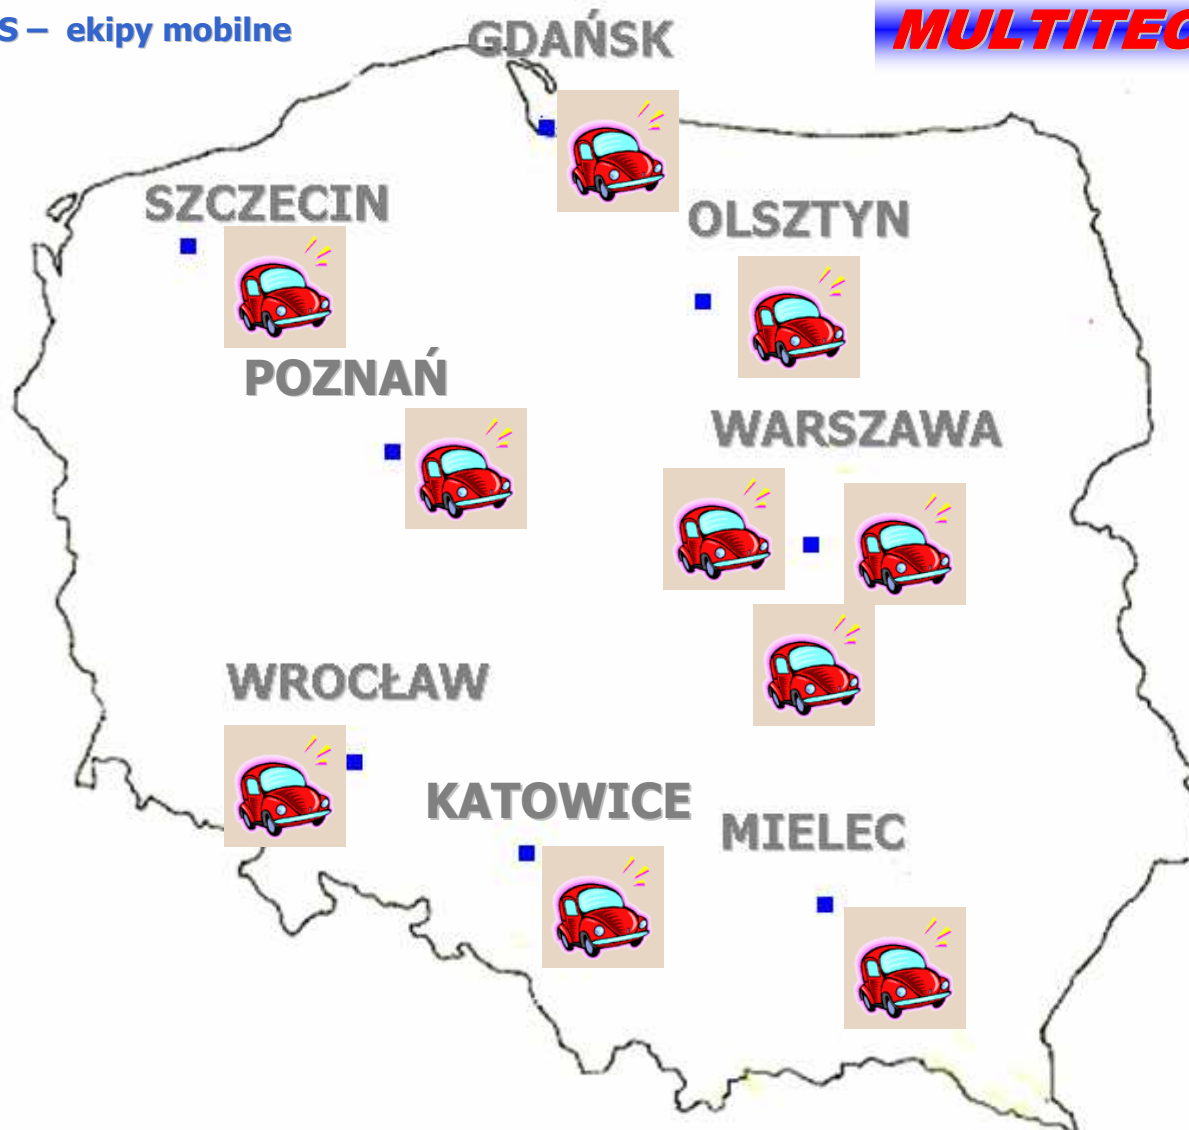 S – ekipy mobilne
GDAŃSK
MULTITEC
SZCZECIN
OLSZTYN
POZNAŃ
WARSZAWA
WROCŁAW
KATOWICE
MIELEC